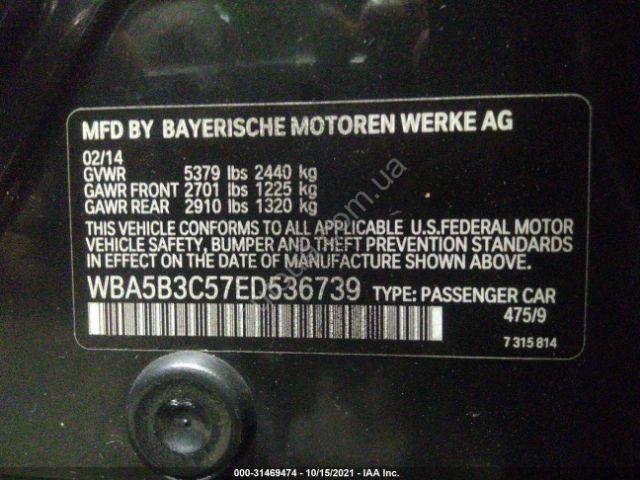 MFD BY BAYERISCHE MOTOREN WERKE AG
02/14
GVWR 5379 lbs 2440 kg
GAWR FRONT 2701 lbs 1225 kg
GAWR REAR 2910 lbs 1320 kg
THIS VEHICLE CONFORMS TO ALL APPLICABLE U.S.FEDERAL MOTOR
VEHICLE SAFETY, BUMPER AND THEFT PREVENTION STANDARDS
IN EFFECT ON THE DATE OF MANUFACTURE SHOWN ABOVE.
WBA5B3C57ED536739 TYPE: PASSENGER CAR
475/9
7 315 814
000-31469474 - 10/15/2021 - IAA Inc.